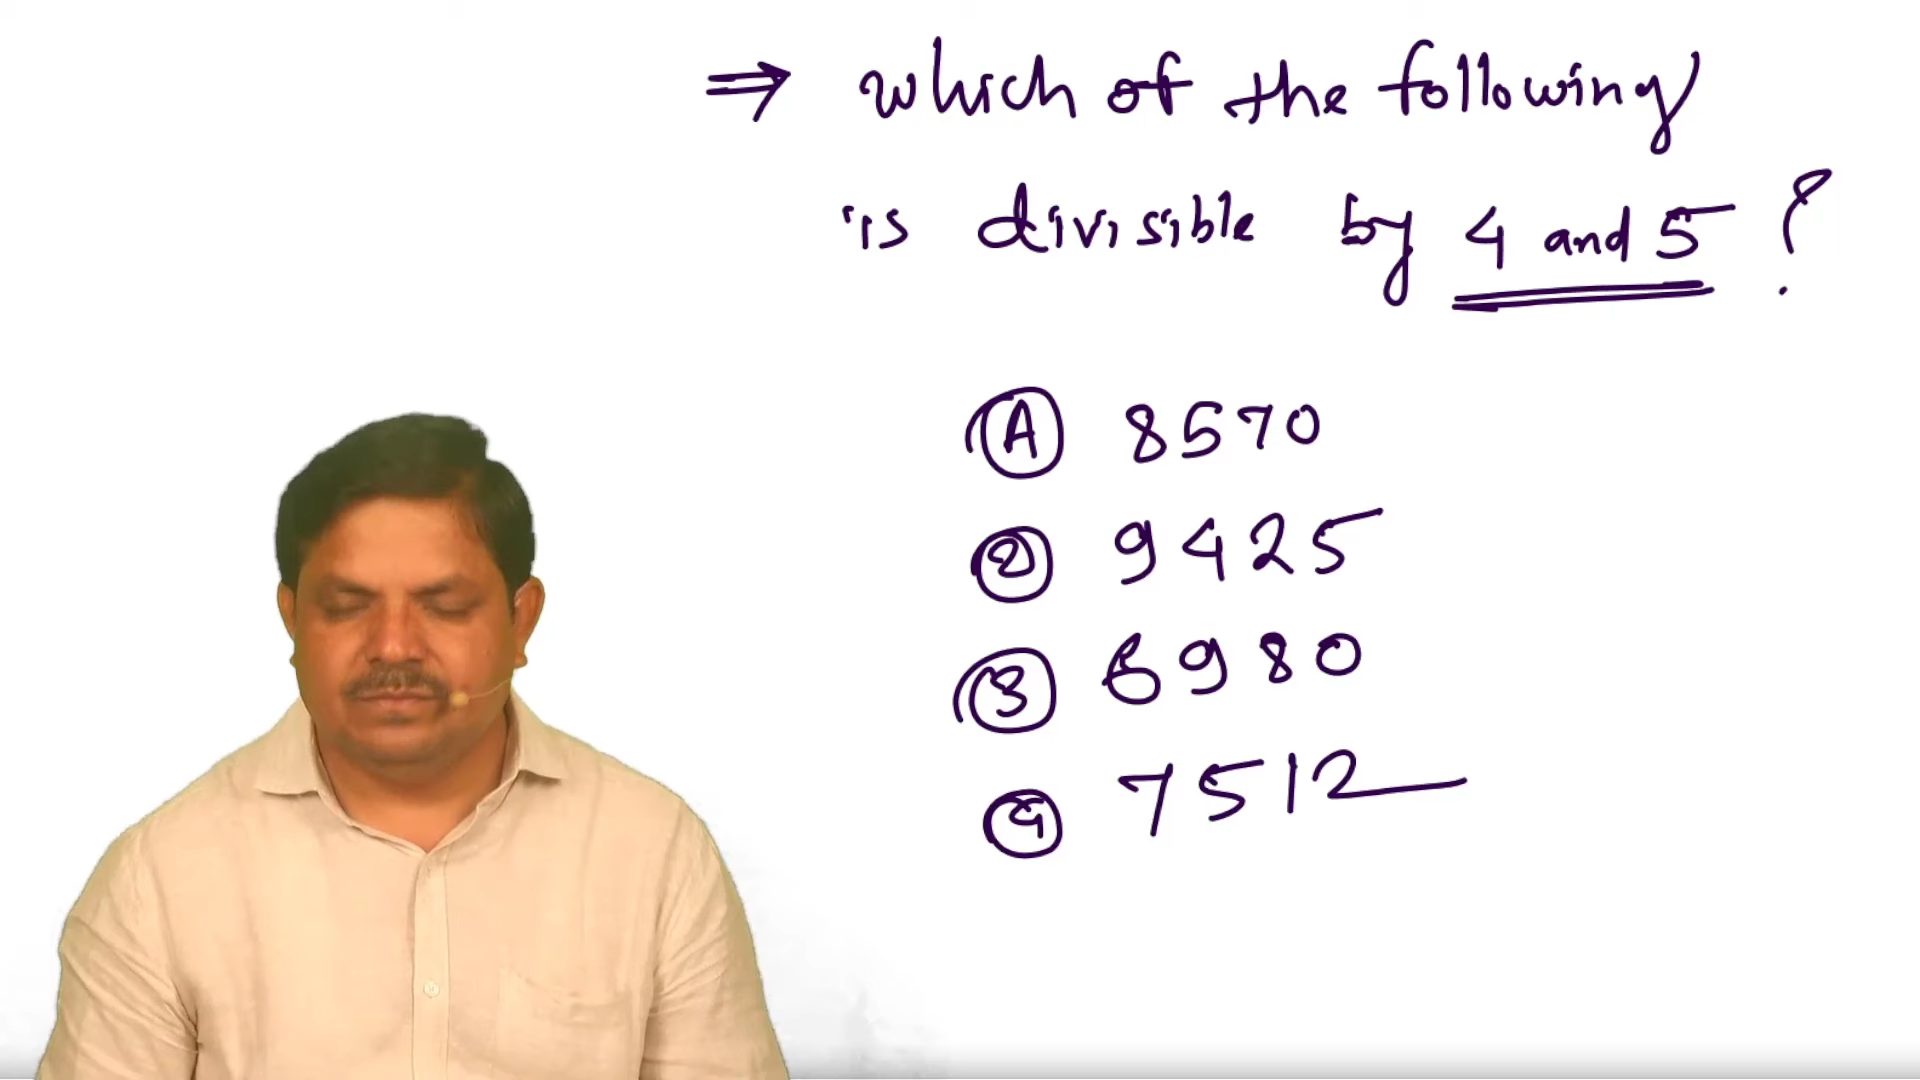 ⇒ which of the following
is divisible by 4 and 5 ?
A 8570
2 9425
3 6980
4 7512